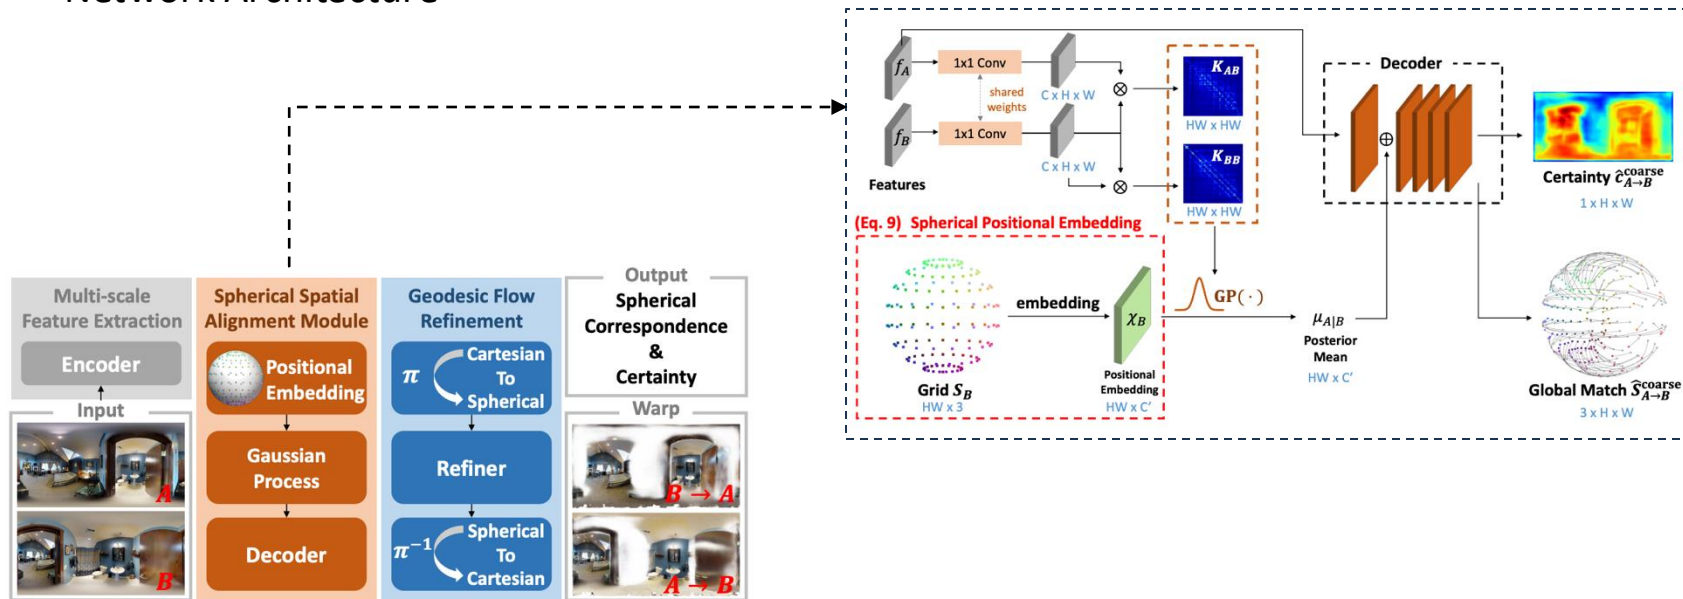 Network Architecture
Multi-scale
Feature Extraction
Encoder
Input
A
B
Spherical Spatial
Alignment Module
Positional
Embedding
Gaussian
Process
Decoder
Geodesic Flow
Refinement
π
Cartesian
To
Spherical
Refiner
π⁻¹
Spherical
To
Cartesian
Output
Spherical
Correspondence
&
Certainty
Warp
B → A
A → B
f_A
1x1 Conv
C x H x W
shared
weights
f_B
1x1 Conv
C x H x W
Features
⊗
⊗
K_AB
HW x HW
K_BB
HW x HW
(Eq. 9) Spherical Positional Embedding
Grid S_B
HW x 3
embedding
χ_B
Positional
Embedding
HW x C'
GP( · )
μ_A|B
Posterior
Mean
HW x C'
Decoder
⊕
Certainty ĉ^coarse_A→B
1 x H x W
Global Match Ŝ^coarse_A→B
3 x H x W